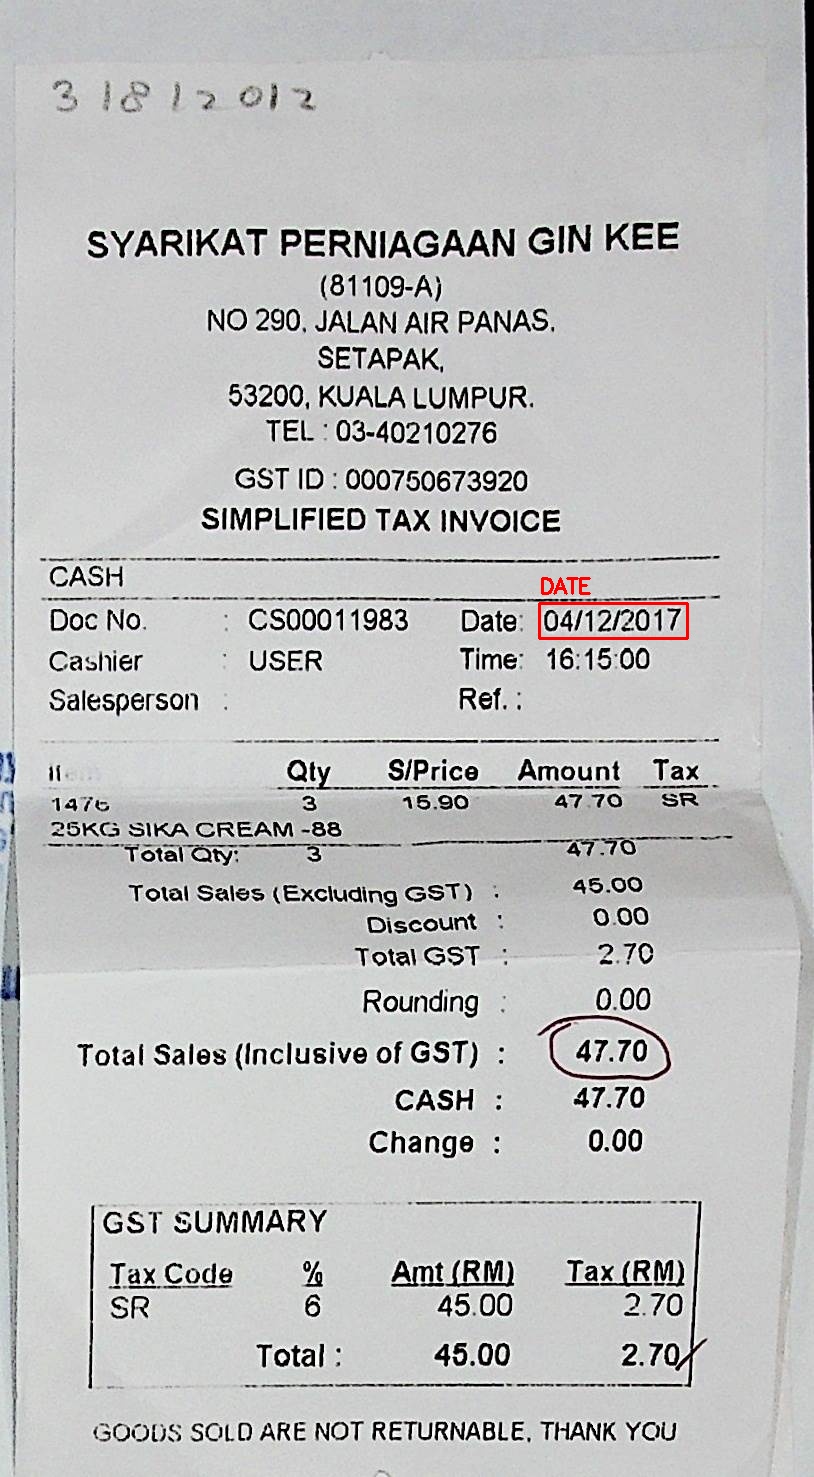 31812012
SYARIKAT PERNIAGAAN GIN KEE
(81109-A)
NO 290, JALAN AIR PANAS,
SETAPAK,
53200, KUALA LUMPUR.
TEL : 03-40210276
GST ID : 000750673920
SIMPLIFIED TAX INVOICE
CASH
DATE
Doc No. : CS00011983 Date: 04/12/2017
Cashier : USER Time: 16:15:00
Salesperson : Ref. :
Item Qty S/Price Amount Tax
1476 3 15.90 47.70 SR
25KG SIKA CREAM -88
Total Qty: 3 47.70
Total Sales (Excluding GST) : 45.00
Discount : 0.00
Total GST : 2.70
Rounding : 0.00
Total Sales (Inclusive of GST) : 47.70
CASH : 47.70
Change : 0.00
GST SUMMARY
Tax Code % Amt (RM) Tax (RM)
SR 6 45.00 2.70
Total : 45.00 2.70
GOODS SOLD ARE NOT RETURNABLE, THANK YOU